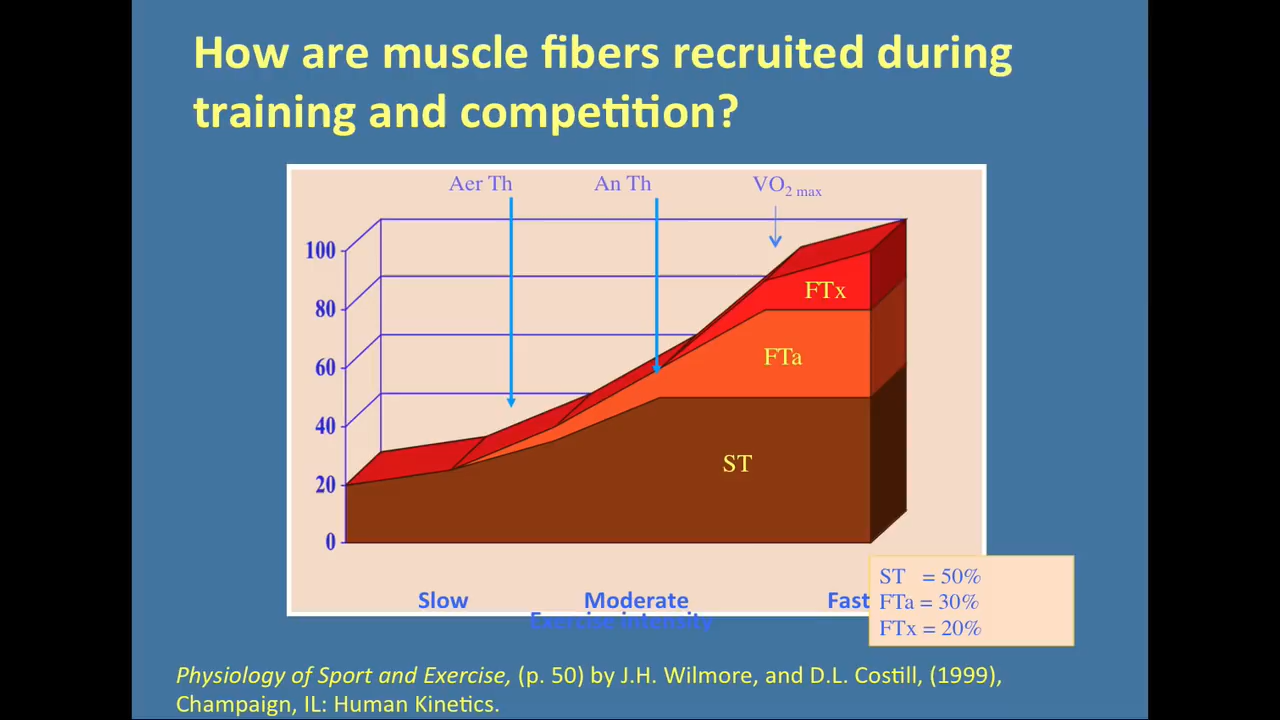 How are muscle fibers recruited during
training and competition?
Aer Th An Th VO2 max
100
80
60
40
20
0
FTx
FTa
ST
Slow Moderate Fast
Exercise intensity
ST = 50%
FTa = 30%
FTx = 20%
Physiology of Sport and Exercise, (p. 50) by J.H. Wilmore, and D.L. Costill, (1999),
Champaign, IL: Human Kinetics.